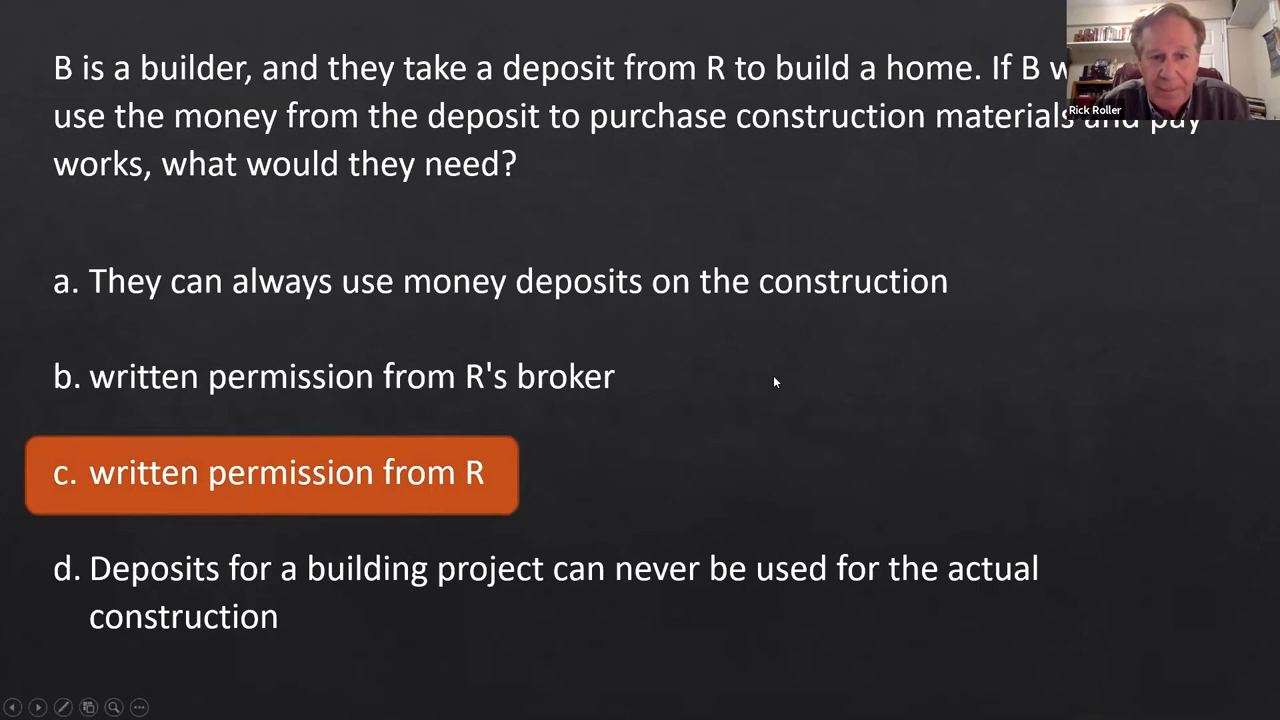 B is a builder, and they take a deposit from R to build a home. If B
use the money from the deposit to purchase construction materials and pay
works, what would they need?
Rick Roller
a. They can always use money deposits on the construction
b. written permission from R's broker
c. written permission from R
d. Deposits for a building project can never be used for the actual
construction